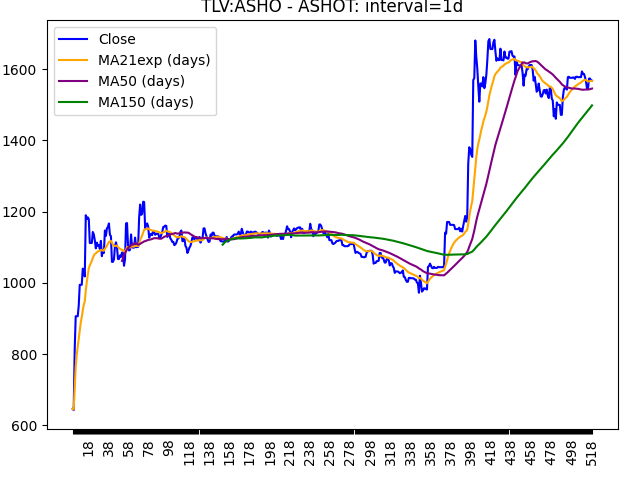 TLV:ASHO - ASHOT: interval=1d
Close
MA21exp (days)
MA50 (days)
MA150 (days)
1600
1400
1200
1000
800
600
18 38 58 78 98 118 138 158 178 198 218 238 258 278 298 318 338 358 378 398 418 438 458 478 498 518